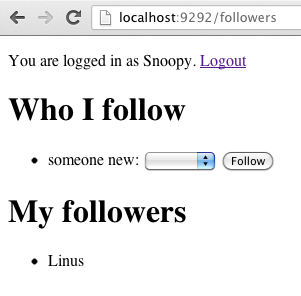 localhost:9292/followers
You are logged in as Snoopy. Logout
Who I follow
someone new: Follow
My followers
Linus